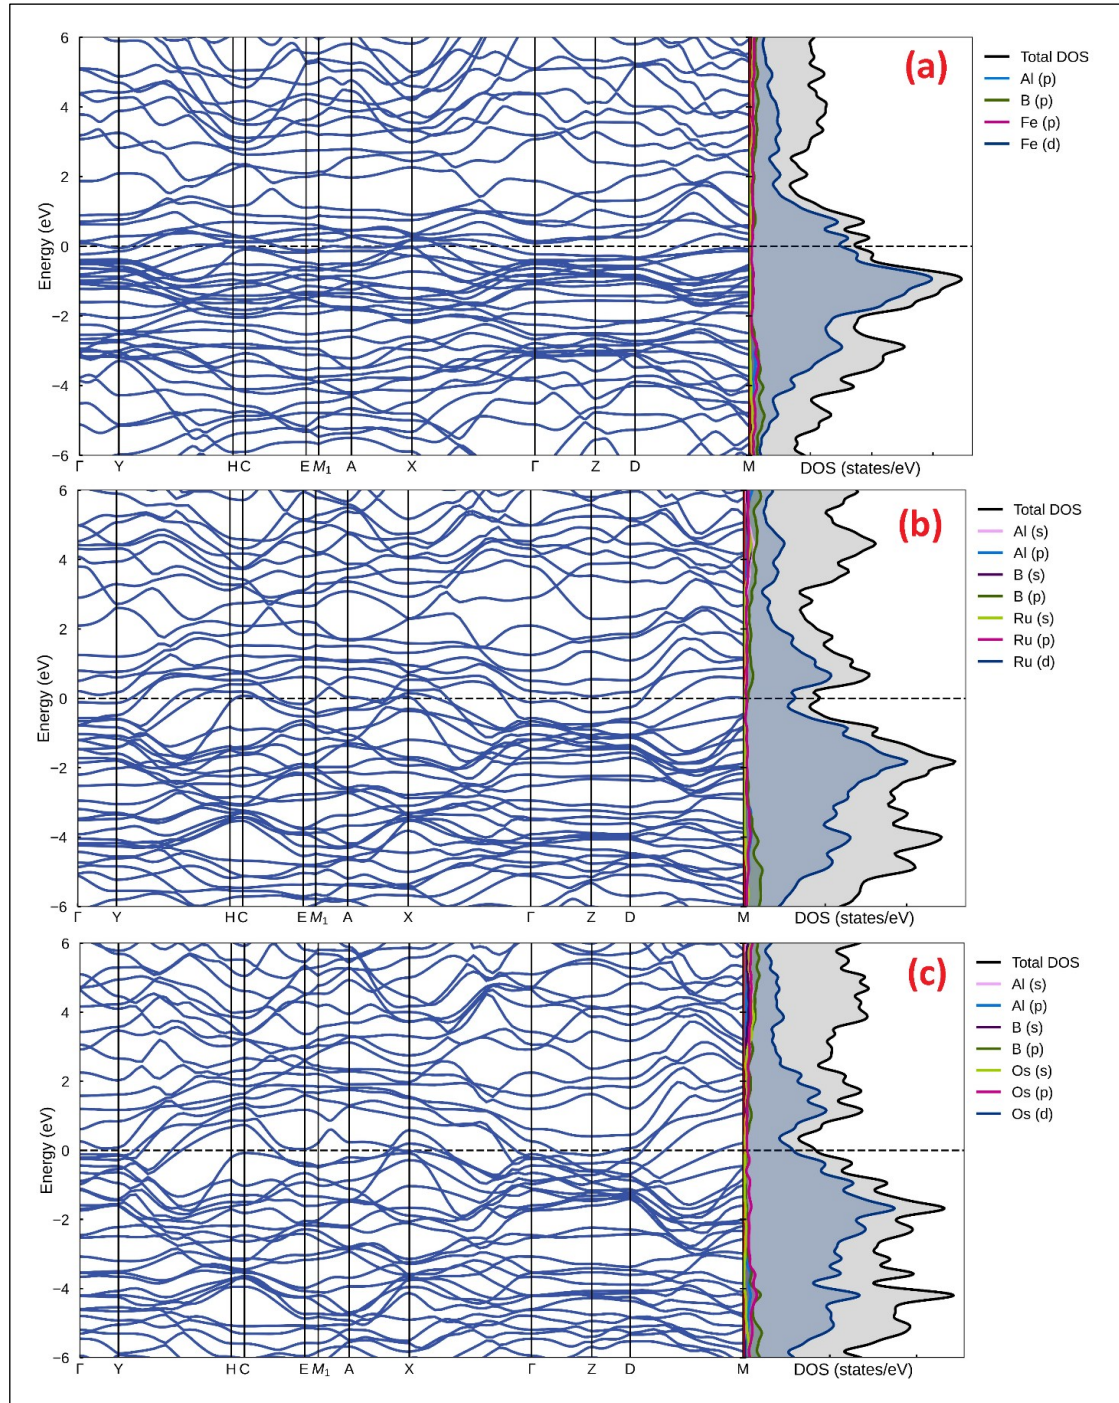 (a)
6
4
2
0
−2
−4
−6
Energy (eV)
Γ Y H C E M₁ A X Γ Z D M
DOS (states/eV)
Total DOS
Al (p)
B (p)
Fe (p)
Fe (d)
(b)
6
4
2
0
−2
−4
−6
Energy (eV)
Γ Y H C E M₁ A X Γ Z D M
DOS (states/eV)
Total DOS
Al (s)
Al (p)
B (s)
B (p)
Ru (s)
Ru (p)
Ru (d)
(c)
6
4
2
0
−2
−4
−6
Energy (eV)
Γ Y H C E M₁ A X Γ Z D M
DOS (states/eV)
Total DOS
Al (s)
Al (p)
B (s)
B (p)
Os (s)
Os (p)
Os (d)